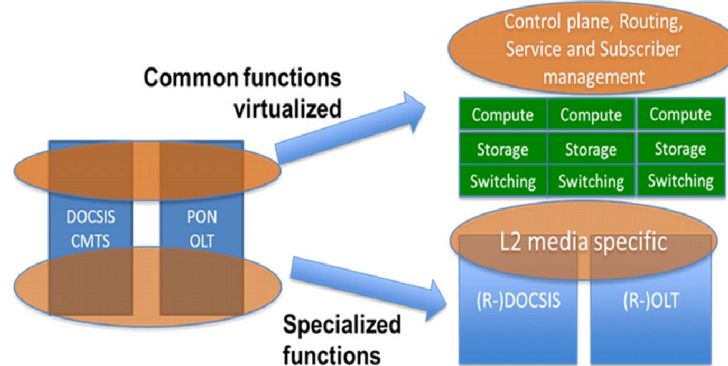 Control plane, Routing,
Service and Subscriber
management
Common functions
virtualized
Compute Compute Compute
Storage Storage Storage
Switching Switching Switching
DOCSIS
CMTS
PON
OLT
L2 media specific
(R-)DOCSIS
(R-)OLT
Specialized
functions